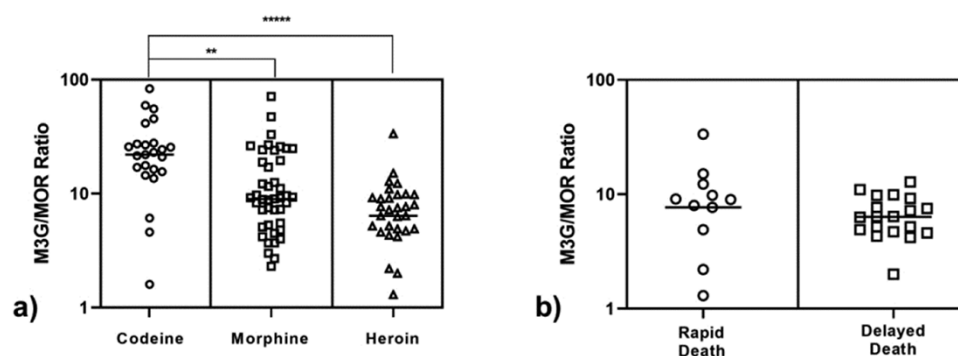 *****
**
M3G/MOR Ratio
100
10
1
a)
Codeine
Morphine
Heroin
M3G/MOR Ratio
100
10
1
b)
Rapid
Death
Delayed
Death